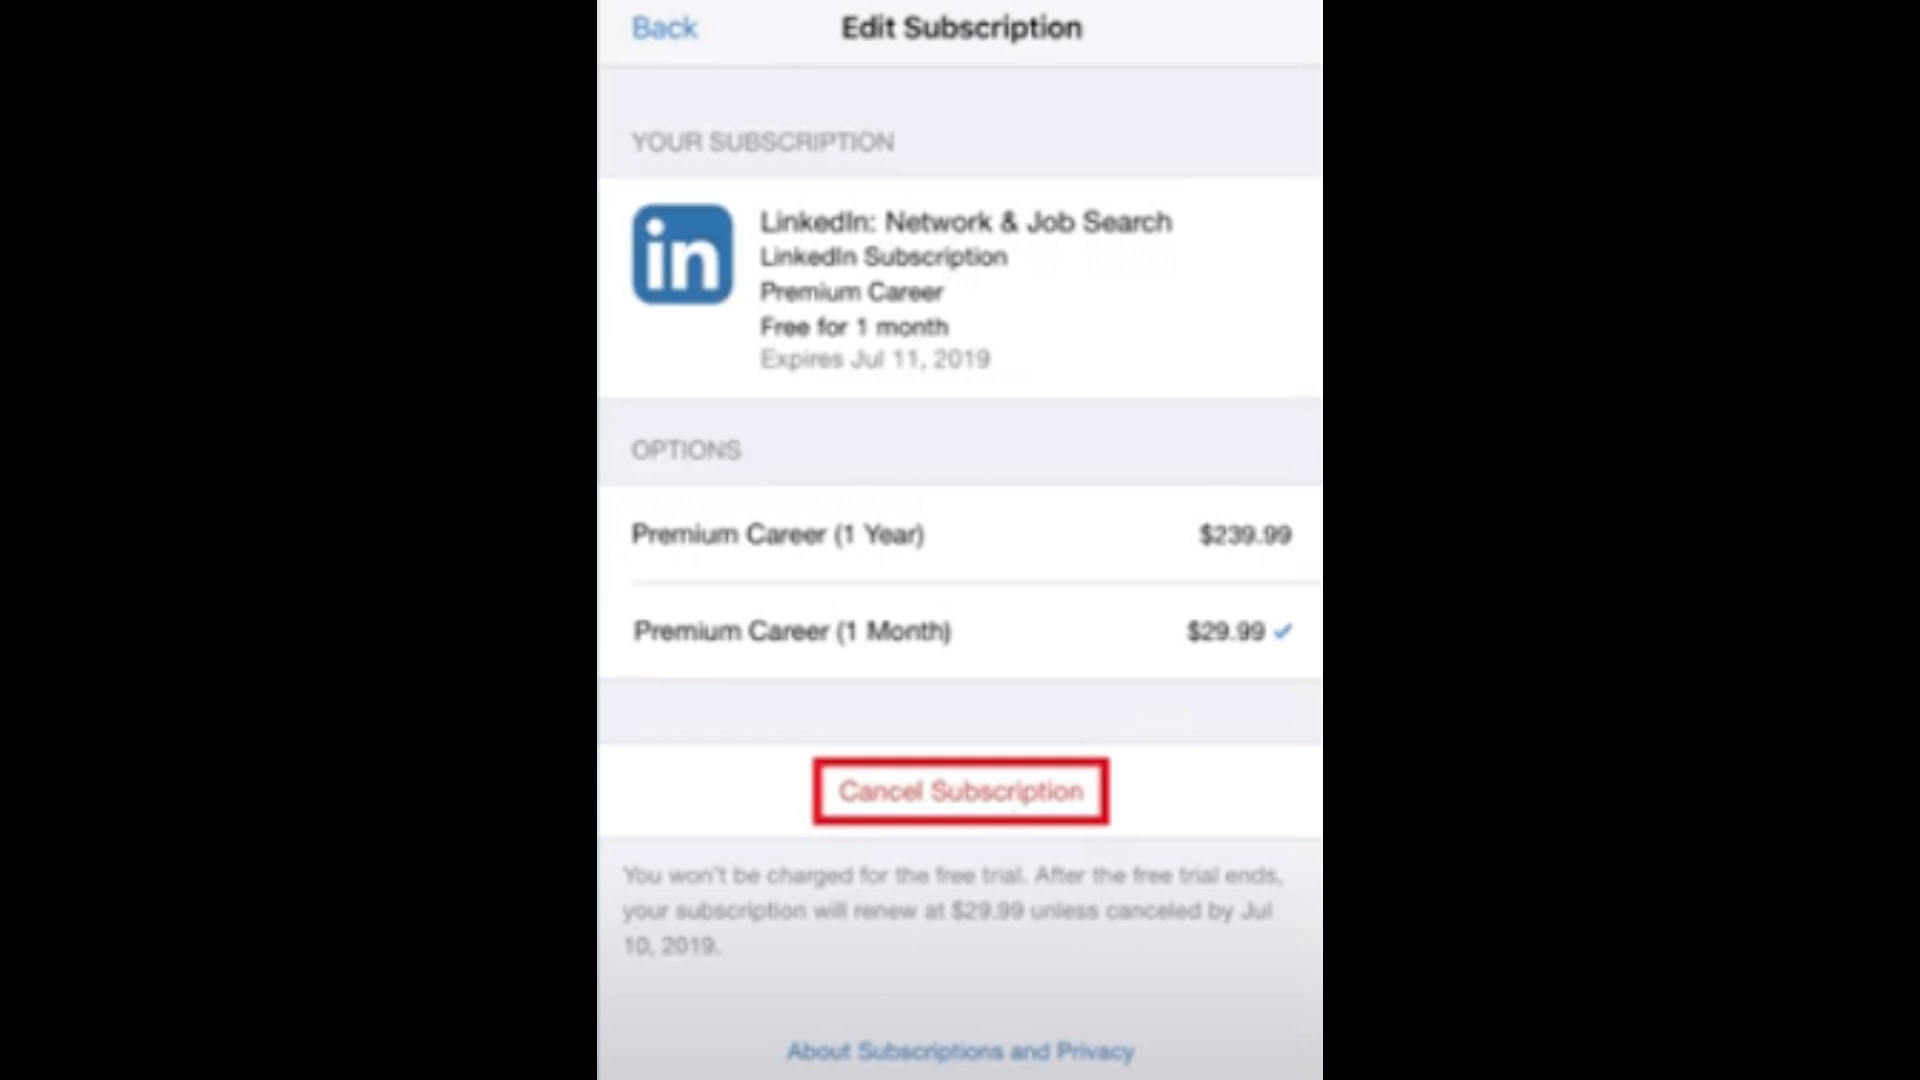 Back
Edit Subscription
YOUR SUBSCRIPTION
in
LinkedIn: Network & Job Search
LinkedIn Subscription
Premium Career
Free for 1 month
Expires Jul 11, 2019
OPTIONS
Premium Career (1 Year) $239.99
Premium Career (1 Month) $29.99
Cancel Subscription
You won't be charged for the free trial. After the free trial ends,
your subscription will renew at $29.99 unless canceled by Jul
10, 2019.
About Subscriptions and Privacy